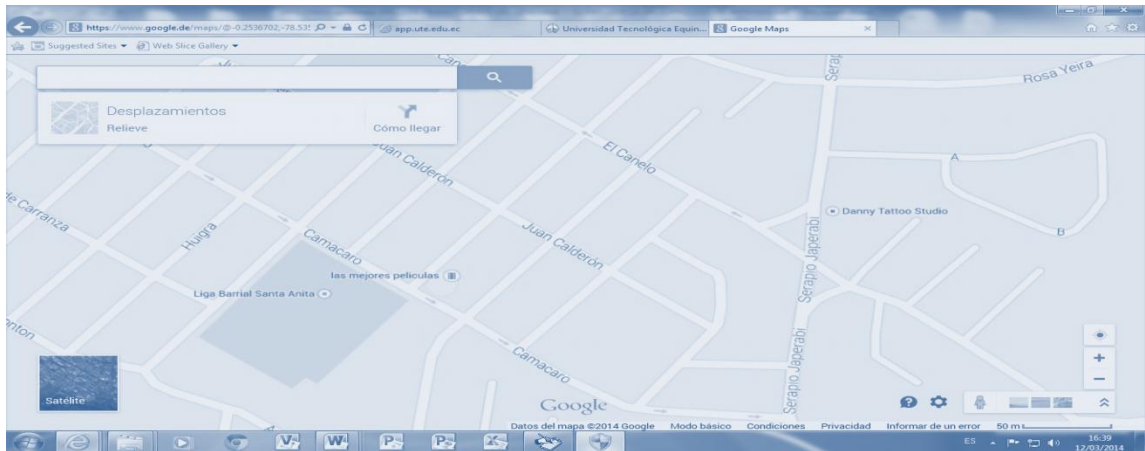 https://www.google.de/maps/@-0.2536702,-78.53
app.ute.edu.ec
Universidad Tecnológica Equin...
Google Maps
Suggested Sites
Web Slice Gallery
Rosa Yeira
Desplazamientos
Relieve
Cómo llegar
Juan Calderón
El Canelo
A
de Carranza
Huigra
Danny Tattoo Studio
B
Camacaro
Juan Calderón
Serapio Japerabi
las mejores peliculas
Liga Barrial Santa Anita
Camacaro
Serapio Japerabi
Satélite
Google
Datos del mapa ©2014 Google Modo básico Condiciones Privacidad Informar de un error 50 m
ES
16:39
12/03/2014